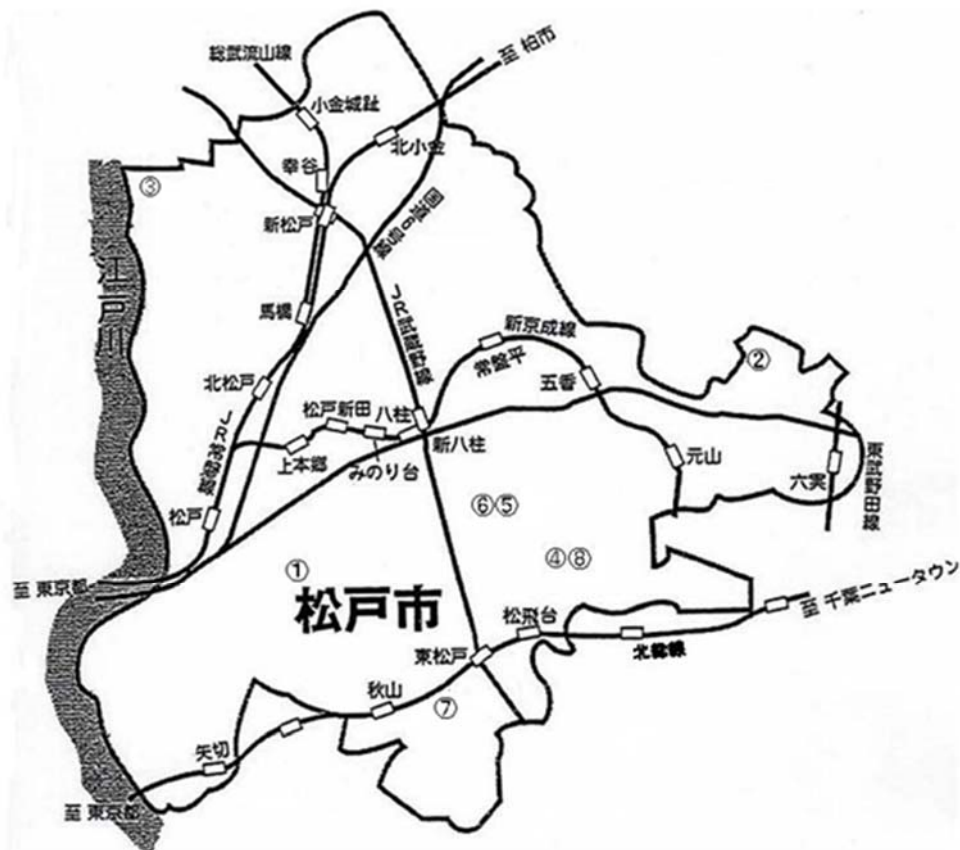 総武流山線
至 柏市
小金城趾
北小金
幸谷
③
新松戸
国道6号線
江戸川
馬橋
JR武蔵野線
新京成線
常盤平
②
北松戸
五香
松戸新田
八柱
新八柱
JR常磐線
上本郷
みのり台
元山
六実
東武野田線
松戸
⑥⑤
④⑧
①
至 東京都
松戸市
至 千葉ニュータウン
松飛台
東松戸
北総線
秋山
⑦
矢切
至 東京都